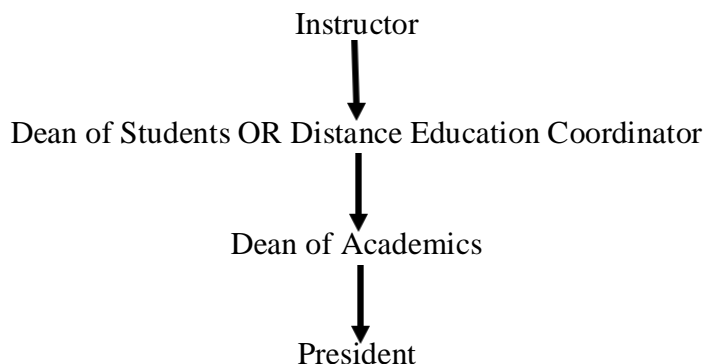 Instructor
Dean of Students OR Distance Education Coordinator
Dean of Academics
President